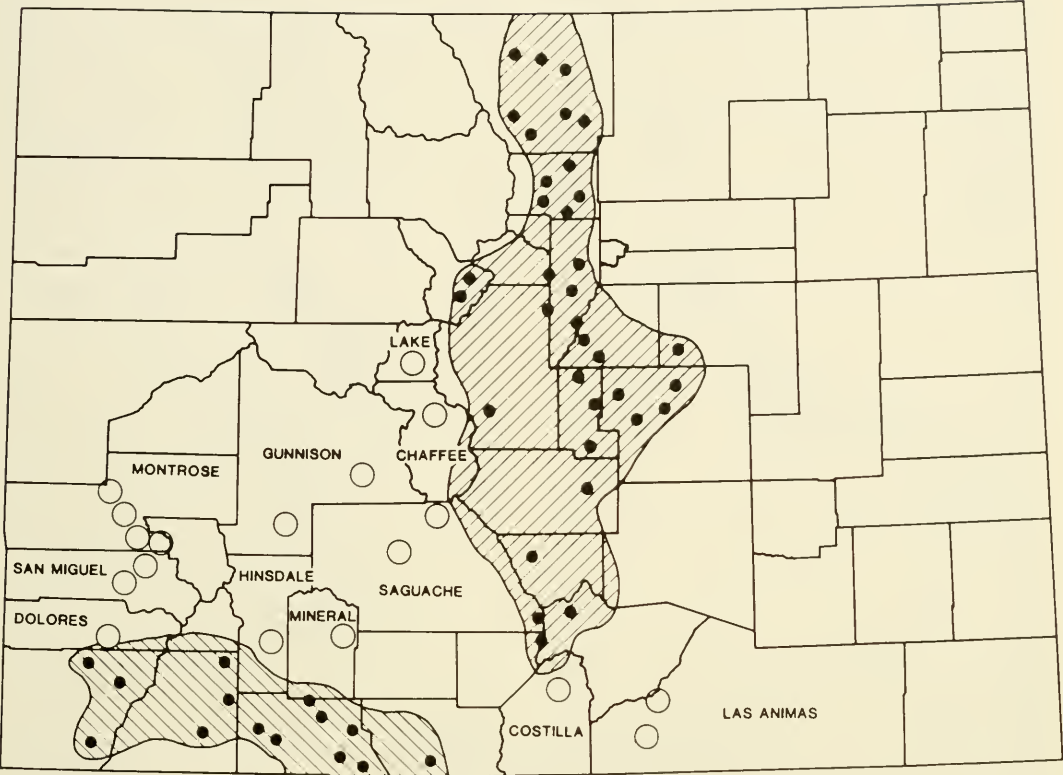 LAKE
GUNNISON
CHAFFEE
MONTROSE
SAN MIGUEL
HINSDALE
SAGUACHE
DOLORES
MINERAL
LAS ANIMAS
COSTILLA